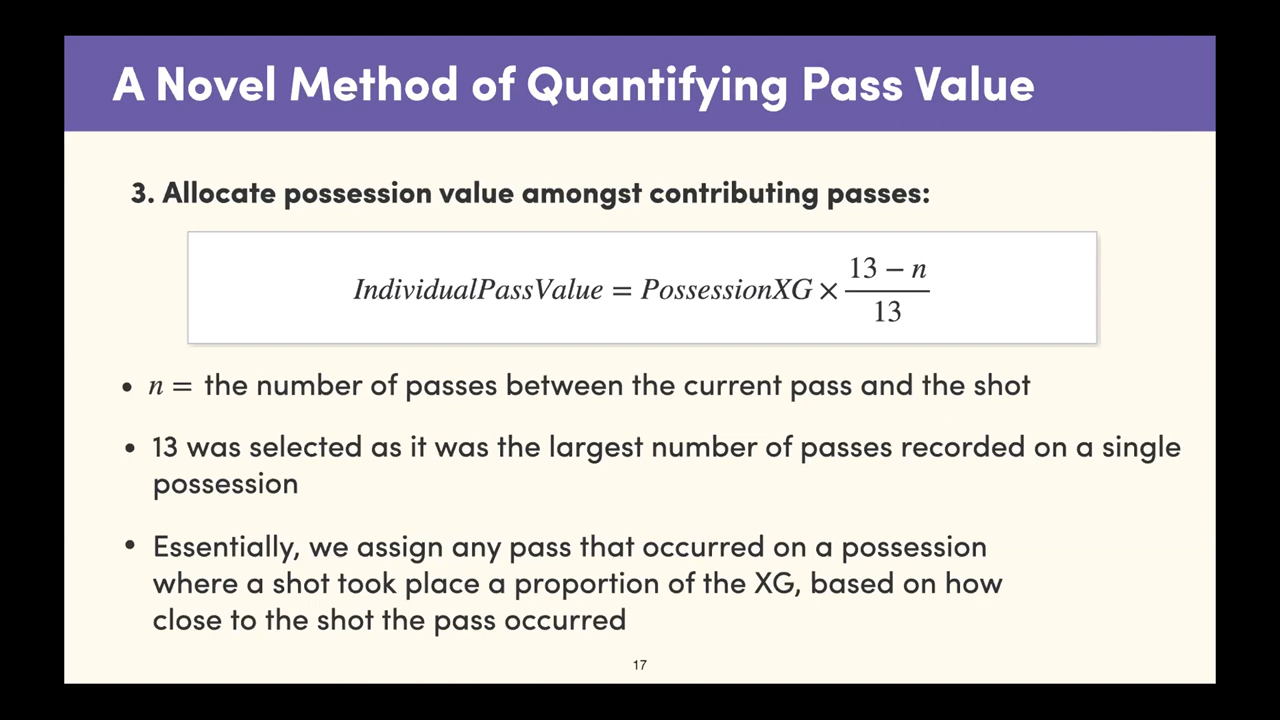 A Novel Method of Quantifying Pass Value
3. Allocate possession value amongst contributing passes:
IndividualPassValue = PossessionXG × \frac{13 − n}{13}
• n = the number of passes between the current pass and the shot
• 13 was selected as it was the largest number of passes recorded on a single
possession
• Essentially, we assign any pass that occurred on a possession
where a shot took place a proportion of the XG, based on how
close to the shot the pass occurred
17